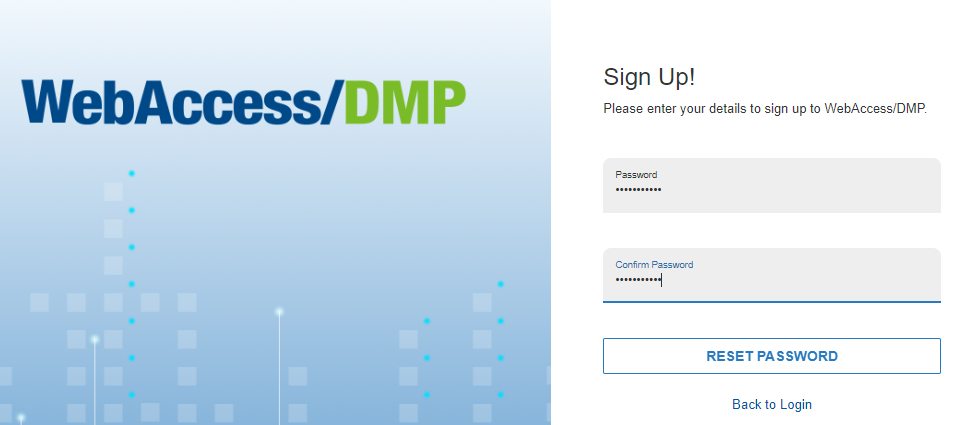 WebAccess/DMP
Sign Up!
Please enter your details to sign up to WebAccess/DMP.
Password
•••••••••••
Confirm Password
•••••••••••
RESET PASSWORD
Back to Login